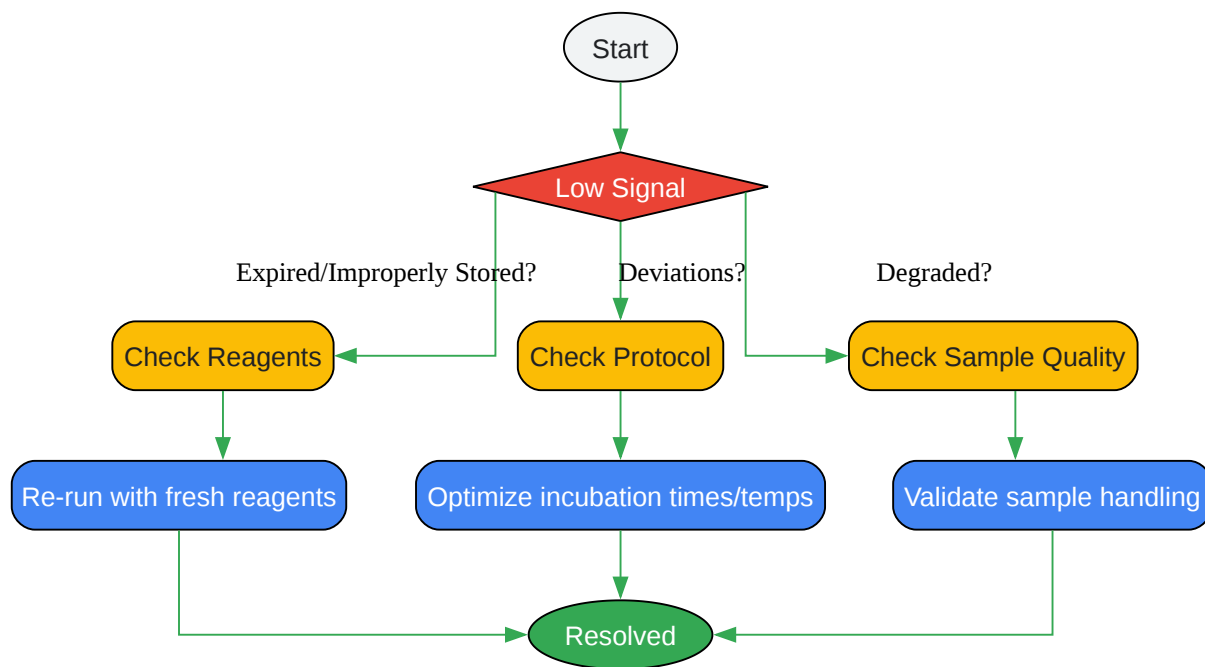 Start
Low Signal
Expired/Improperly Stored?
Deviations?
Degraded?
Check Reagents
Check Protocol
Check Sample Quality
Re-run with fresh reagents
Optimize incubation times/temps
Validate sample handling
Resolved